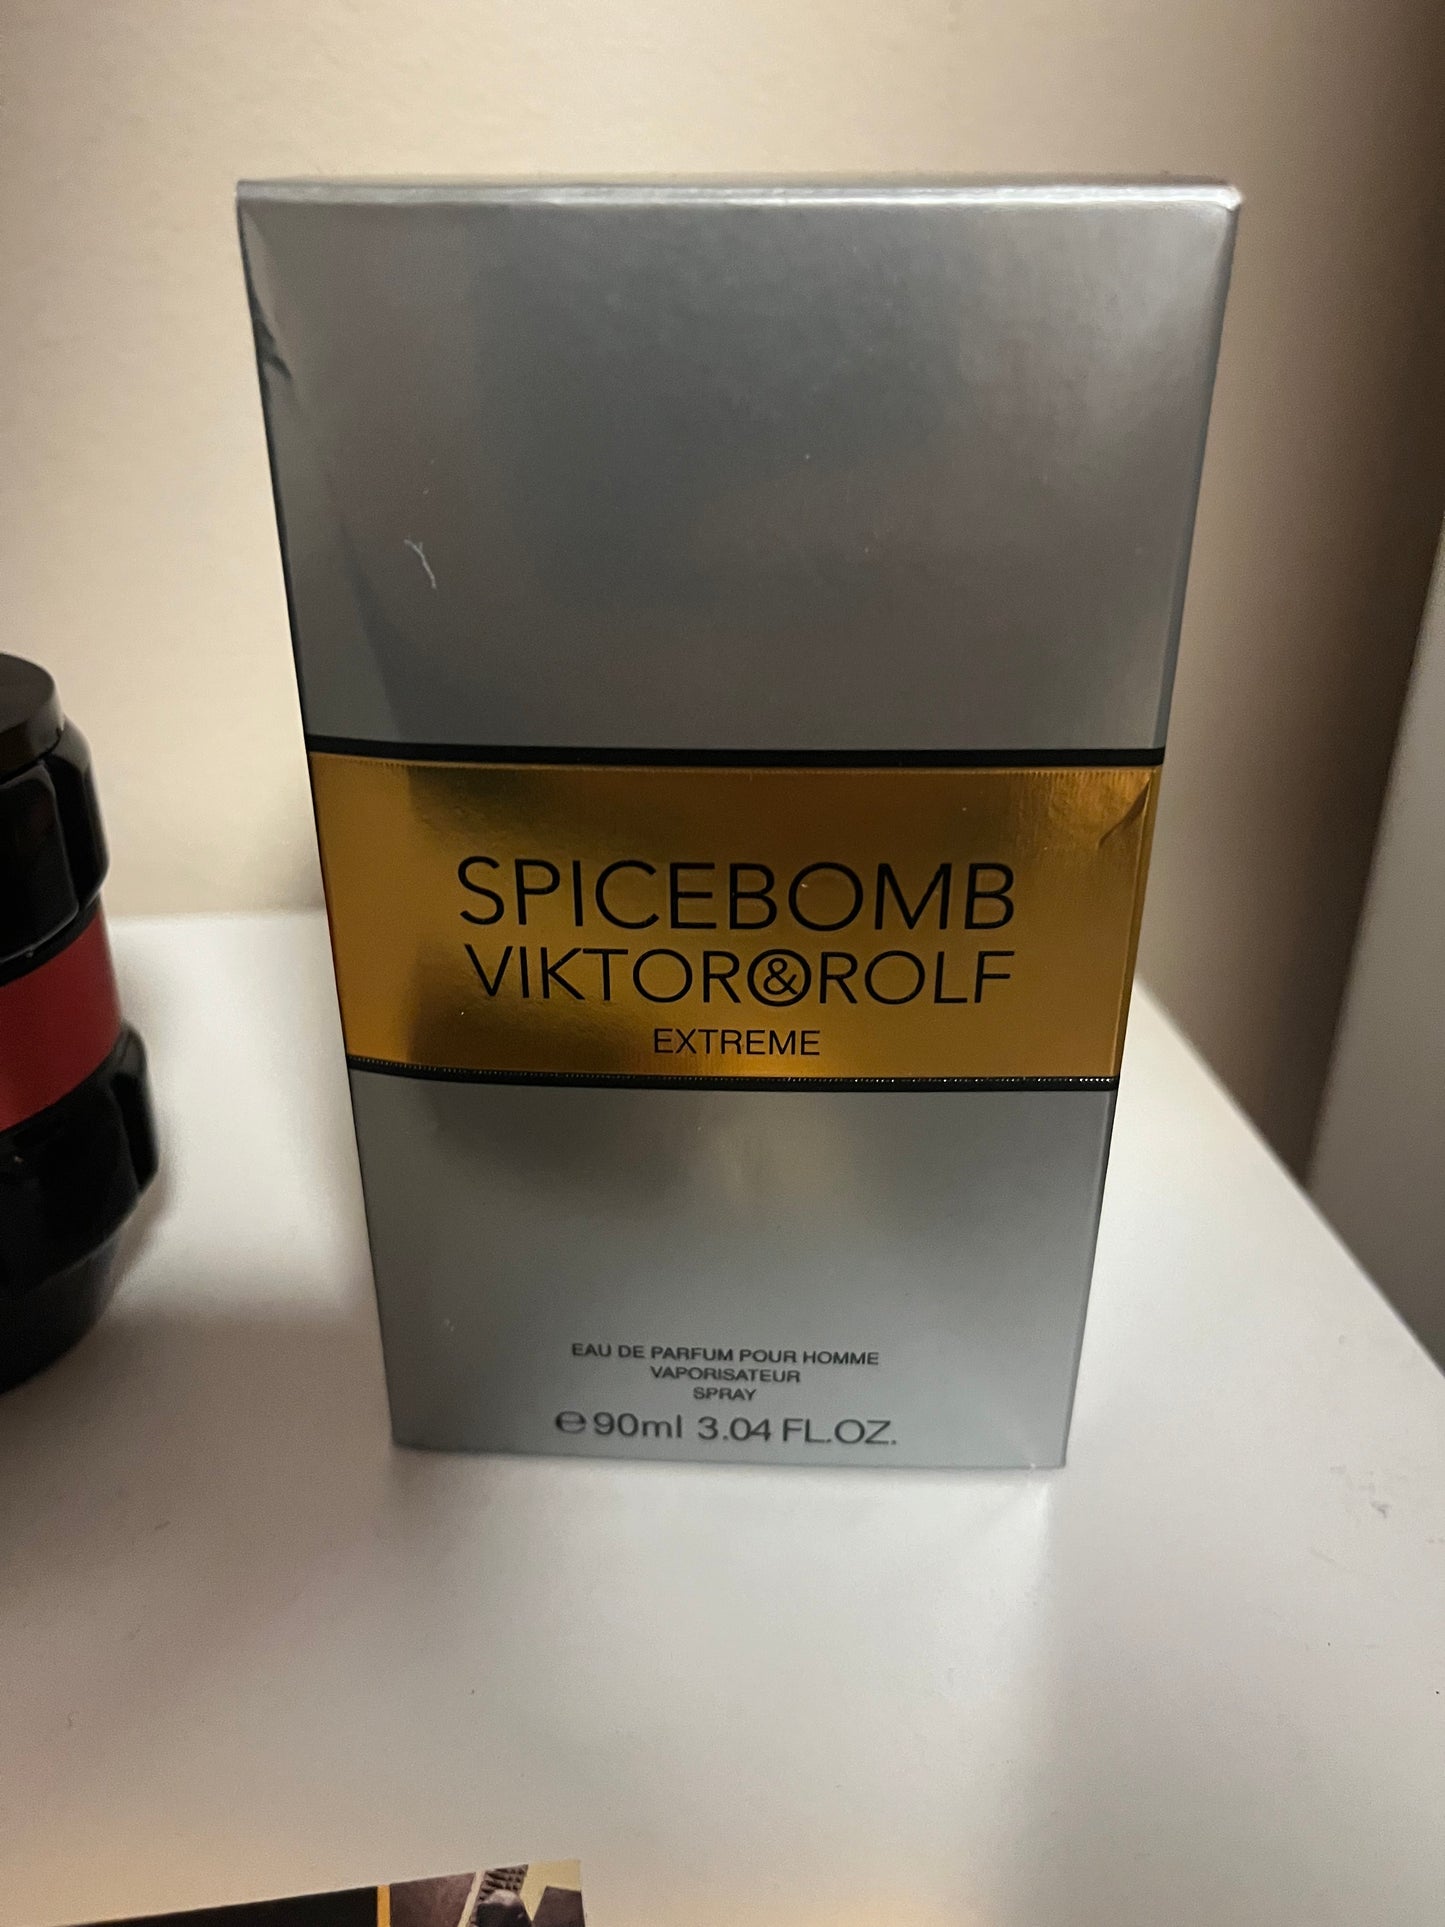 SPICEBOMB
VIKTOR&ROLF
EXTREME
EAU DE PARFUM POUR HOMME
VAPORISATEUR
SPRAY
℮90ml 3.04 FL.OZ.